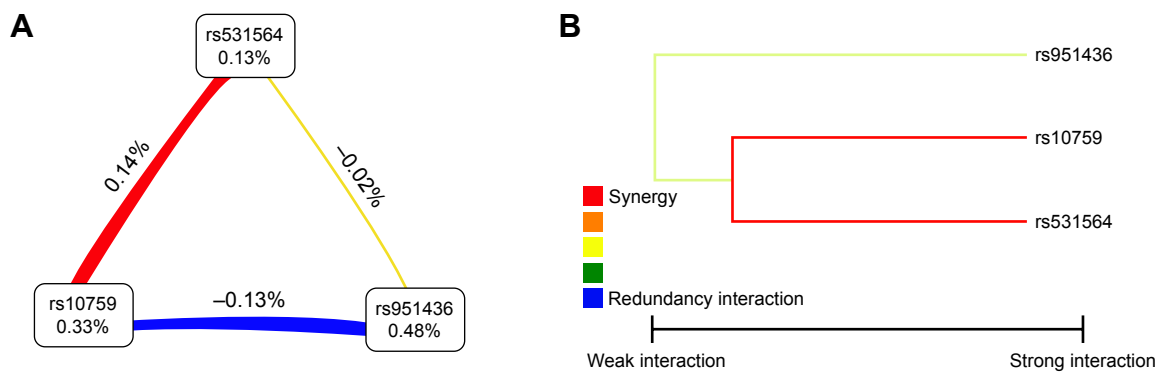 A
rs531564
0.13%
0.14%
–0.02%
rs10759
0.33%
–0.13%
rs951436
0.48%
B
rs951436
rs10759
rs531564
Synergy
Redundancy interaction
Weak interaction
Strong interaction